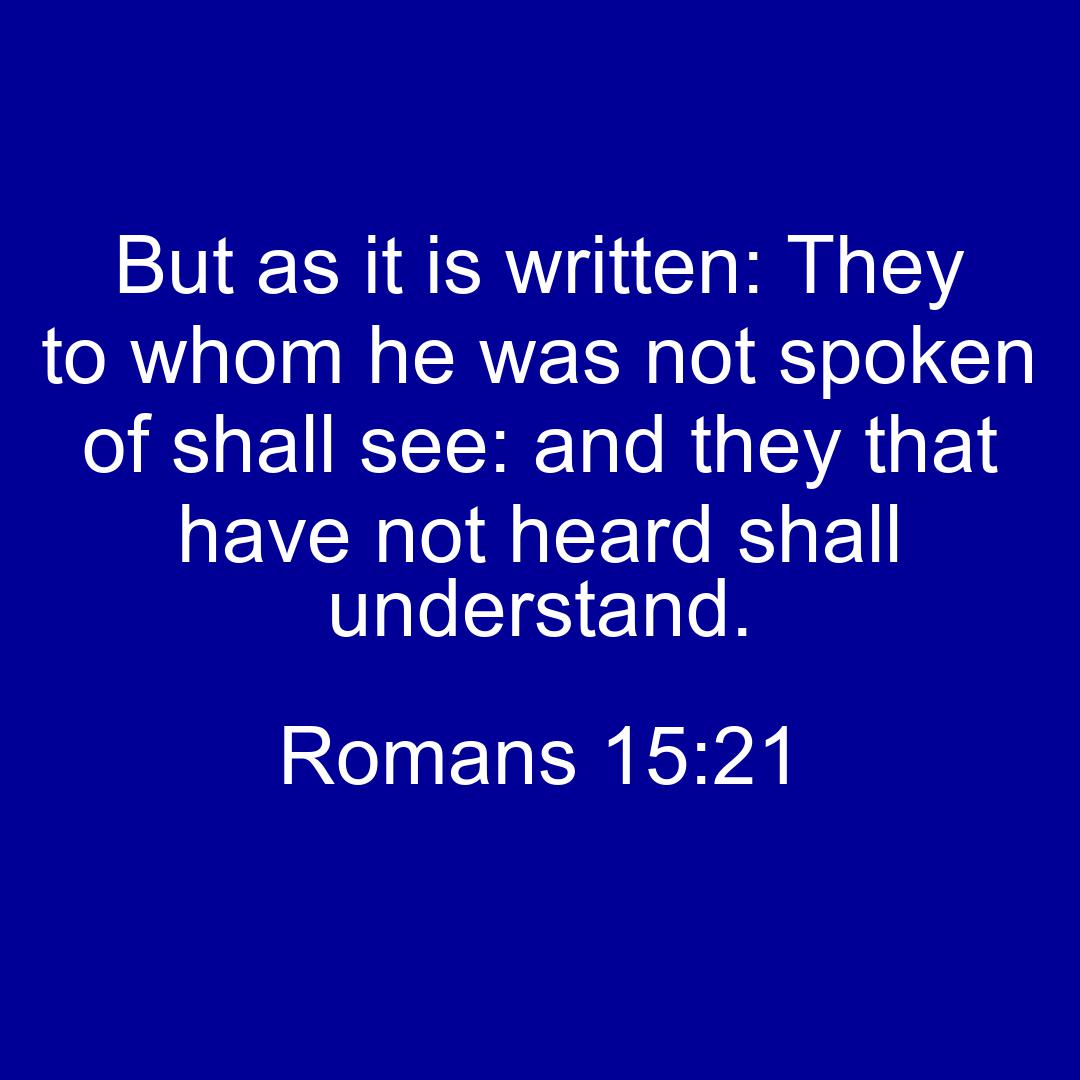 But as it is written: They
to whom he was not spoken
of shall see: and they that
have not heard shall
understand.
Romans 15:21